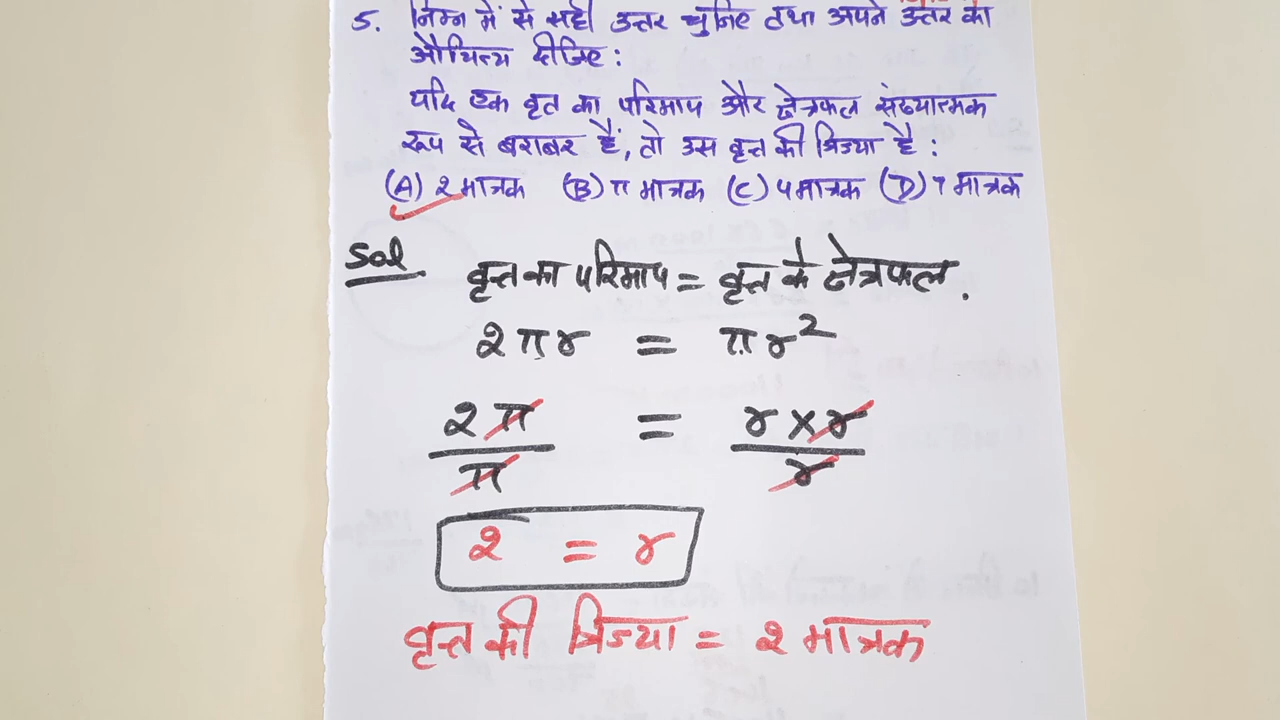 5. निम्न में से सही उत्तर चुनिए तथा अपने उत्तर का
औचित्य दीजिए :
यदि एक वृत का परिमाप और क्षेत्रफल संख्यात्मक
रूप से बराबर है, तो उस वृत्त की त्रिज्या है :
(A) 2 मात्रक (B) π मात्रक (C) 4 मात्रक (D) 7 मात्रक
Sol
वृत्त का परिमाप = वृत्त के क्षेत्रफल.
2πr = πr²
2π/π = r×r/r
2 = r
वृत्त की त्रिज्या = 2 मात्रक